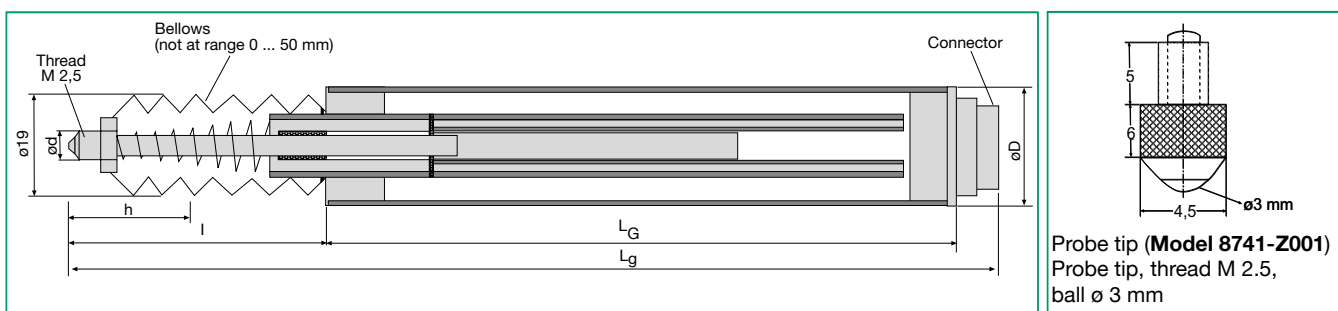 Bellows
(not at range 0 ... 50 mm)
Thread
M 2,5
Connector
ø19
ød
øD
h
l
LG
Lg
5
6
4,5
ø3 mm
Probe tip (Model 8741-Z001)
Probe tip, thread M 2.5,
ball ø 3 mm